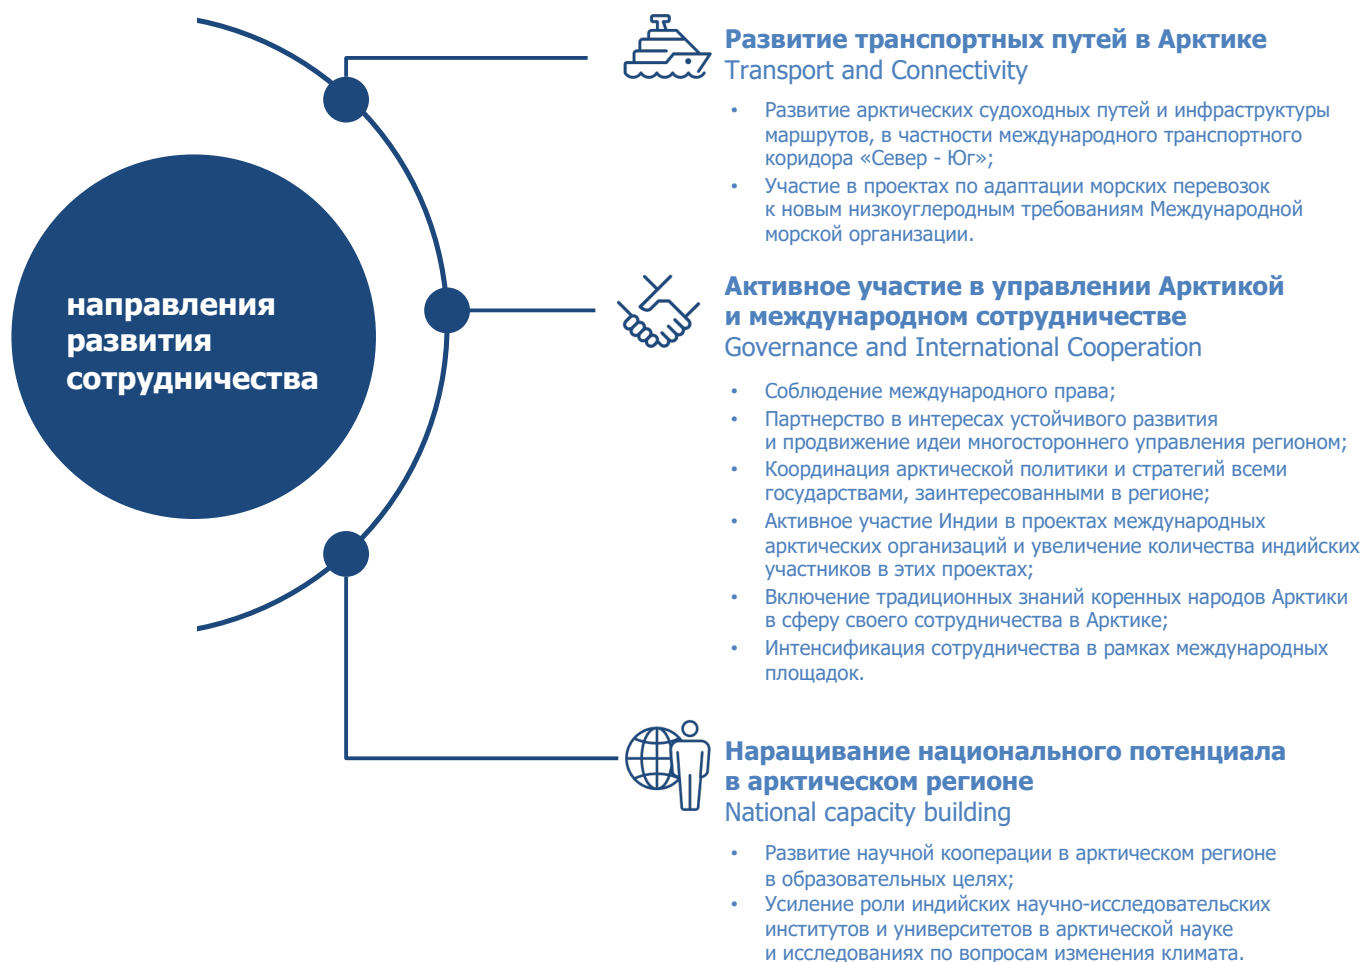 направления
развития
сотрудничества
Развитие транспортных путей в Арктике
Transport and Connectivity
• Развитие арктических судоходных путей и инфраструктуры
маршрутов, в частности международного транспортного
коридора «Север - Юг»;
• Участие в проектах по адаптации морских перевозок
к новым низкоуглеродным требованиям Международной
морской организации.
Активное участие в управлении Арктикой
и международном сотрудничестве
Governance and International Cooperation
• Соблюдение международного права;
• Партнерство в интересах устойчивого развития
и продвижение идеи многостороннего управления регионом;
• Координация арктической политики и стратегий всеми
государствами, заинтересованными в регионе;
• Активное участие Индии в проектах международных
арктических организаций и увеличение количества индийских
участников в этих проектах;
• Включение традиционных знаний коренных народов Арктики
в сферу своего сотрудничества в Арктике;
• Интенсификация сотрудничества в рамках международных
площадок.
Наращивание национального потенциала
в арктическом регионе
National capacity building
• Развитие научной кооперации в арктическом регионе
в образовательных целях;
• Усиление роли индийских научно-исследовательских
институтов и университетов в арктической науке
и исследованиях по вопросам изменения климата.